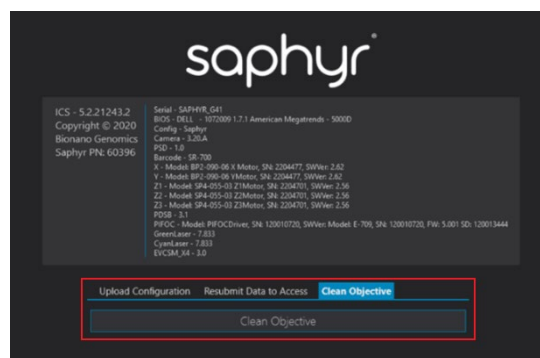 saphyr
ICS - 5.2.21243.2
Copyright © 2020
Bionano Genomics
Saphyr PN: 60396
Serial - SAPHYR_G41
BIOS - DELL - 1072009 1.7.1 American Megatrends - 5000D
Config - Saphyr
Camera - 3.20.A
PSD - 1.0
Barcode - SR-700
X - Model: BP2-090-06 X Motor, SN: 2204477, SWVer: 2.62
Y - Model: BP2-090-06 YMotor, SN: 2204477, SWVer: 2.62
Z1 - Model: SP4-055-03 Z1Motor, SN: 2204701, SWVer: 2.56
Z2 - Model: SP4-055-03 Z2Motor, SN: 2204701, SWVer: 2.56
Z3 - Model: SP4-055-03 Z3Motor, SN: 2204701, SWVer: 2.56
PDSB - 3.1
PIFOC - Model: PIFOCDriver, SN: 120010720, SWVer: Model: E-709, SN: 120010720, FW: 5.001 SD: 120013444
GreenLaser - 7.833
CyanLaser - 7.833
EVCSM_X4 - 3.0
Upload Configuration Resubmit Data to Access Clean Objective
Clean Objective